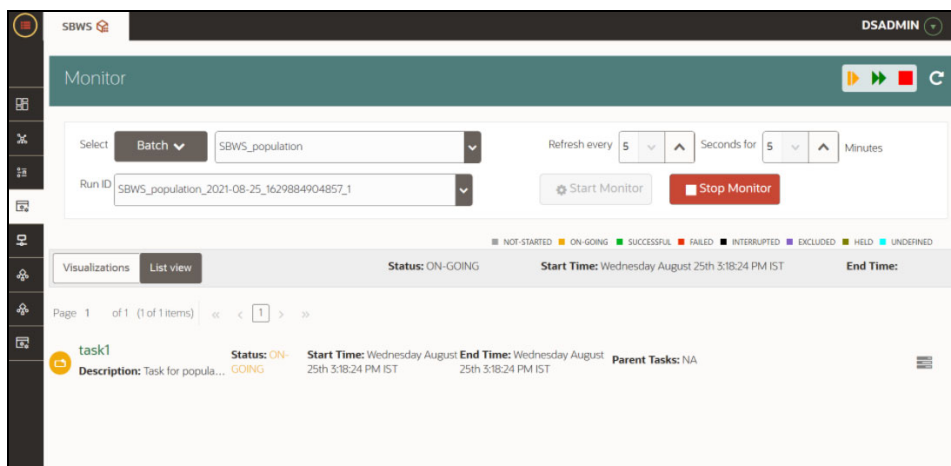 SBWS
DSADMIN
Monitor
Select Batch SBWS_population Refresh every 5 Seconds for 5 Minutes
Run ID SBWS_population_2021-08-25_1629884904857_1 Start Monitor Stop Monitor
NOT-STARTED ON-GOING SUCCESSFUL FAILED INTERRUPTED EXCLUDED HELD UNDEFINED
Visualizations List view Status: ON-GOING Start Time: Wednesday August 25th 3:18:24 PM IST End Time:
Page 1 of 1 (1 of 1 items) « < 1 > »
task1
Description: Task for popula...
Status: ON-
GOING
Start Time: Wednesday August
25th 3:18:24 PM IST
End Time: Wednesday August
25th 3:18:24 PM IST
Parent Tasks: NA